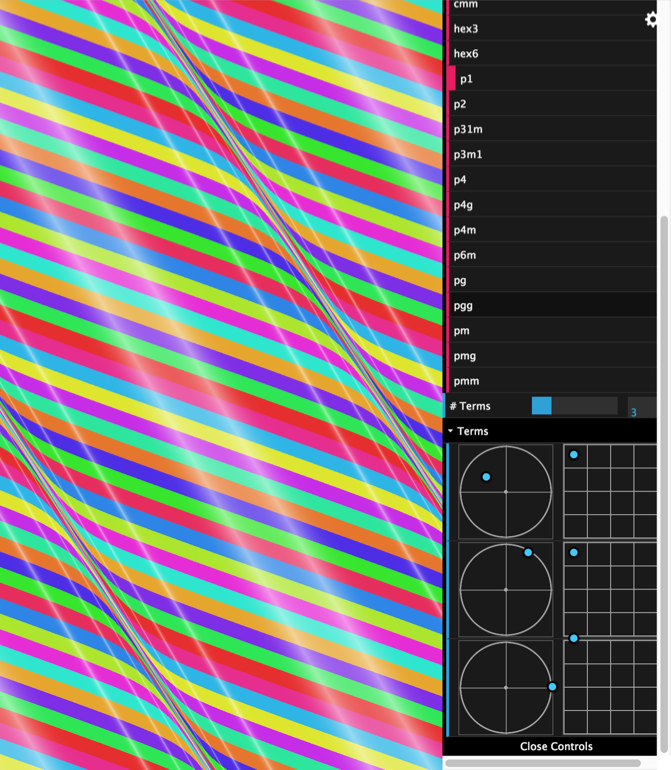 cmm
hex3
hex6
p1
p2
p31m
p3m1
p4
p4g
p4m
p6m
pg
pgg
pm
pmg
pmm
# Terms 3
Terms
Close Controls